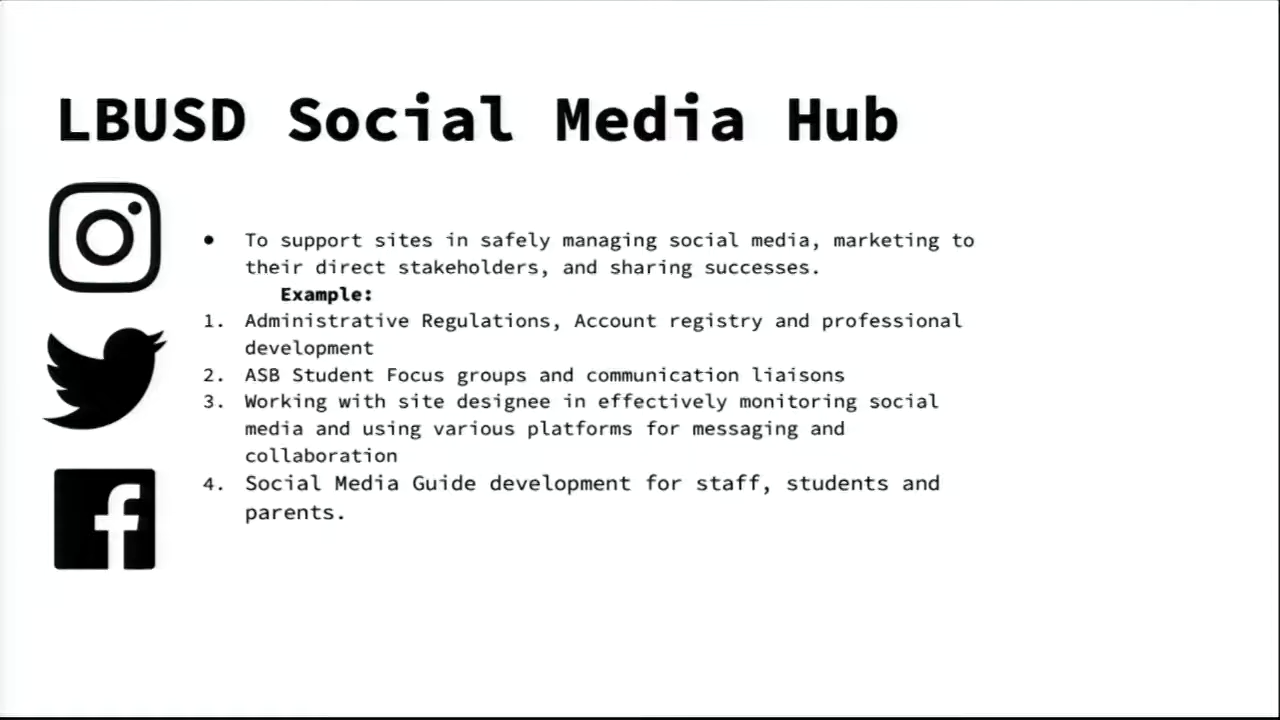 LBUSD Social Media Hub
● To support sites in safely managing social media, marketing to
their direct stakeholders, and sharing successes.
Example:
1. Administrative Regulations, Account registry and professional
development
2. ASB Student Focus groups and communication liaisons
3. Working with site designee in effectively monitoring social
media and using various platforms for messaging and
collaboration
4. Social Media Guide development for staff, students and
parents.